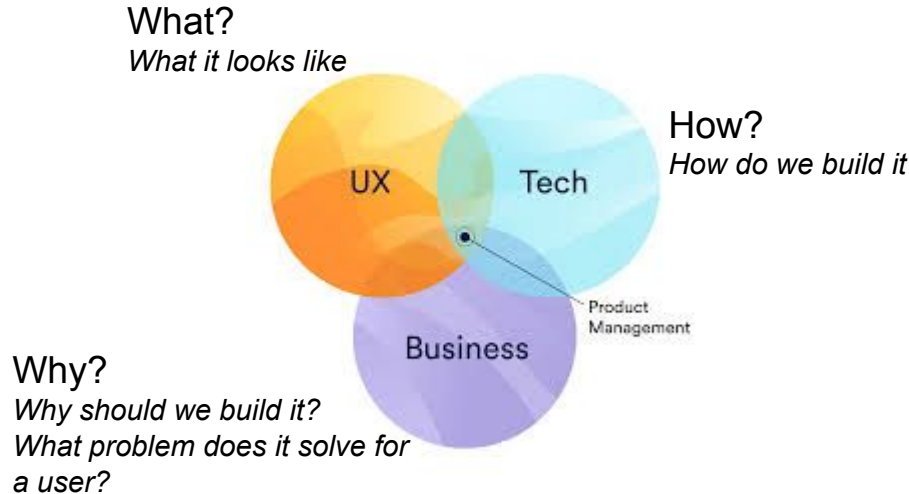 What?
What it looks like
How?
How do we build it
UX
Tech
Product
Management
Business
Why?
Why should we build it?
What problem does it solve for
a user?